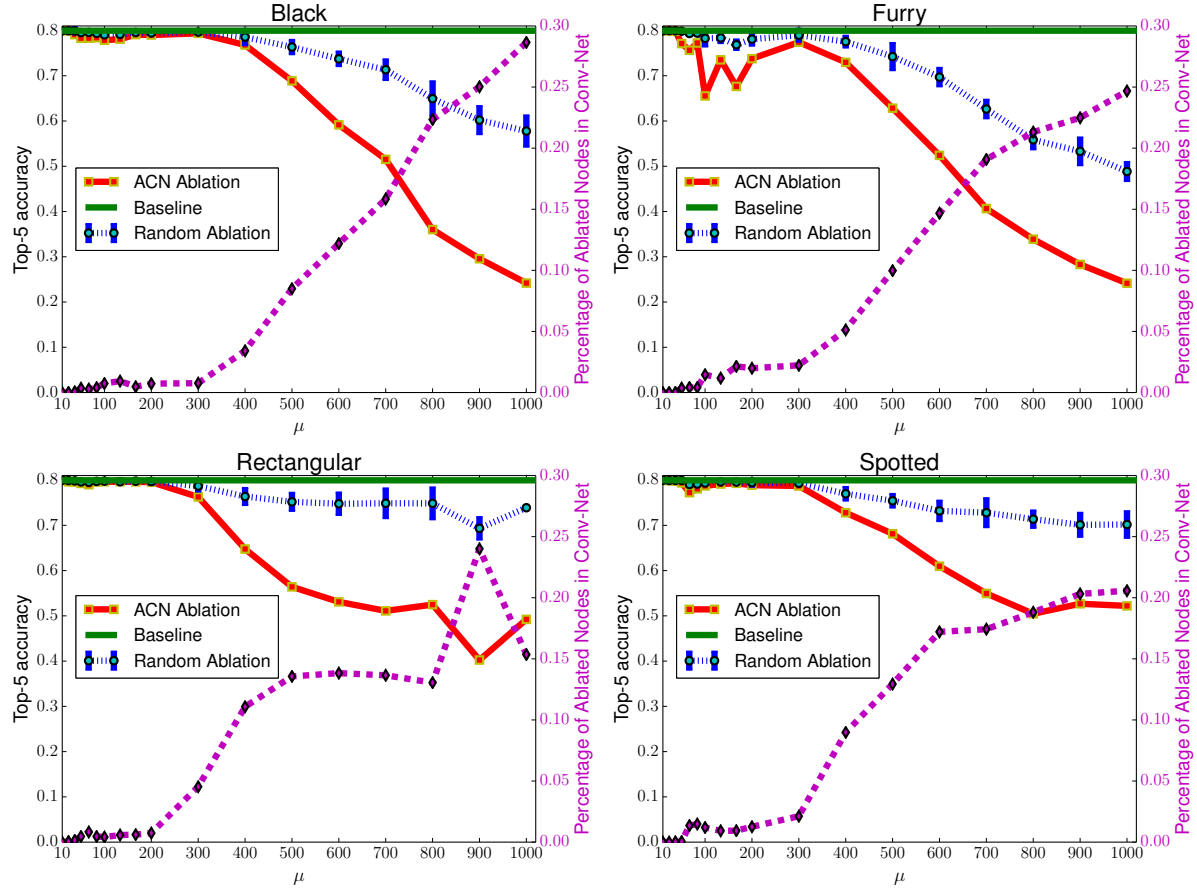 Black
0.8
0.7
0.6
0.5
0.4
0.3
0.2
0.1
0.0
Top-5 accuracy
ACN Ablation
Baseline
Random Ablation
0.30
0.25
0.20
0.15
0.10
0.05
0.00
Percentage of Ablated Nodes in Conv-Net
10 100 200 300 400 500 600 700 800 900 1000
μ
Furry
0.8
0.7
0.6
0.5
0.4
0.3
0.2
0.1
0.0
Top-5 accuracy
ACN Ablation
Baseline
Random Ablation
0.30
0.25
0.20
0.15
0.10
0.05
0.00
Percentage of Ablated Nodes in Conv-Net
10 100 200 300 400 500 600 700 800 900 1000
μ
Rectangular
0.8
0.7
0.6
0.5
0.4
0.3
0.2
0.1
0.0
Top-5 accuracy
ACN Ablation
Baseline
Random Ablation
0.30
0.25
0.20
0.15
0.10
0.05
0.00
Percentage of Ablated Nodes in Conv-Net
10 100 200 300 400 500 600 700 800 900 1000
μ
Spotted
0.8
0.7
0.6
0.5
0.4
0.3
0.2
0.1
0.0
Top-5 accuracy
ACN Ablation
Baseline
Random Ablation
0.30
0.25
0.20
0.15
0.10
0.05
0.00
Percentage of Ablated Nodes in Conv-Net
10 100 200 300 400 500 600 700 800 900 1000
μ